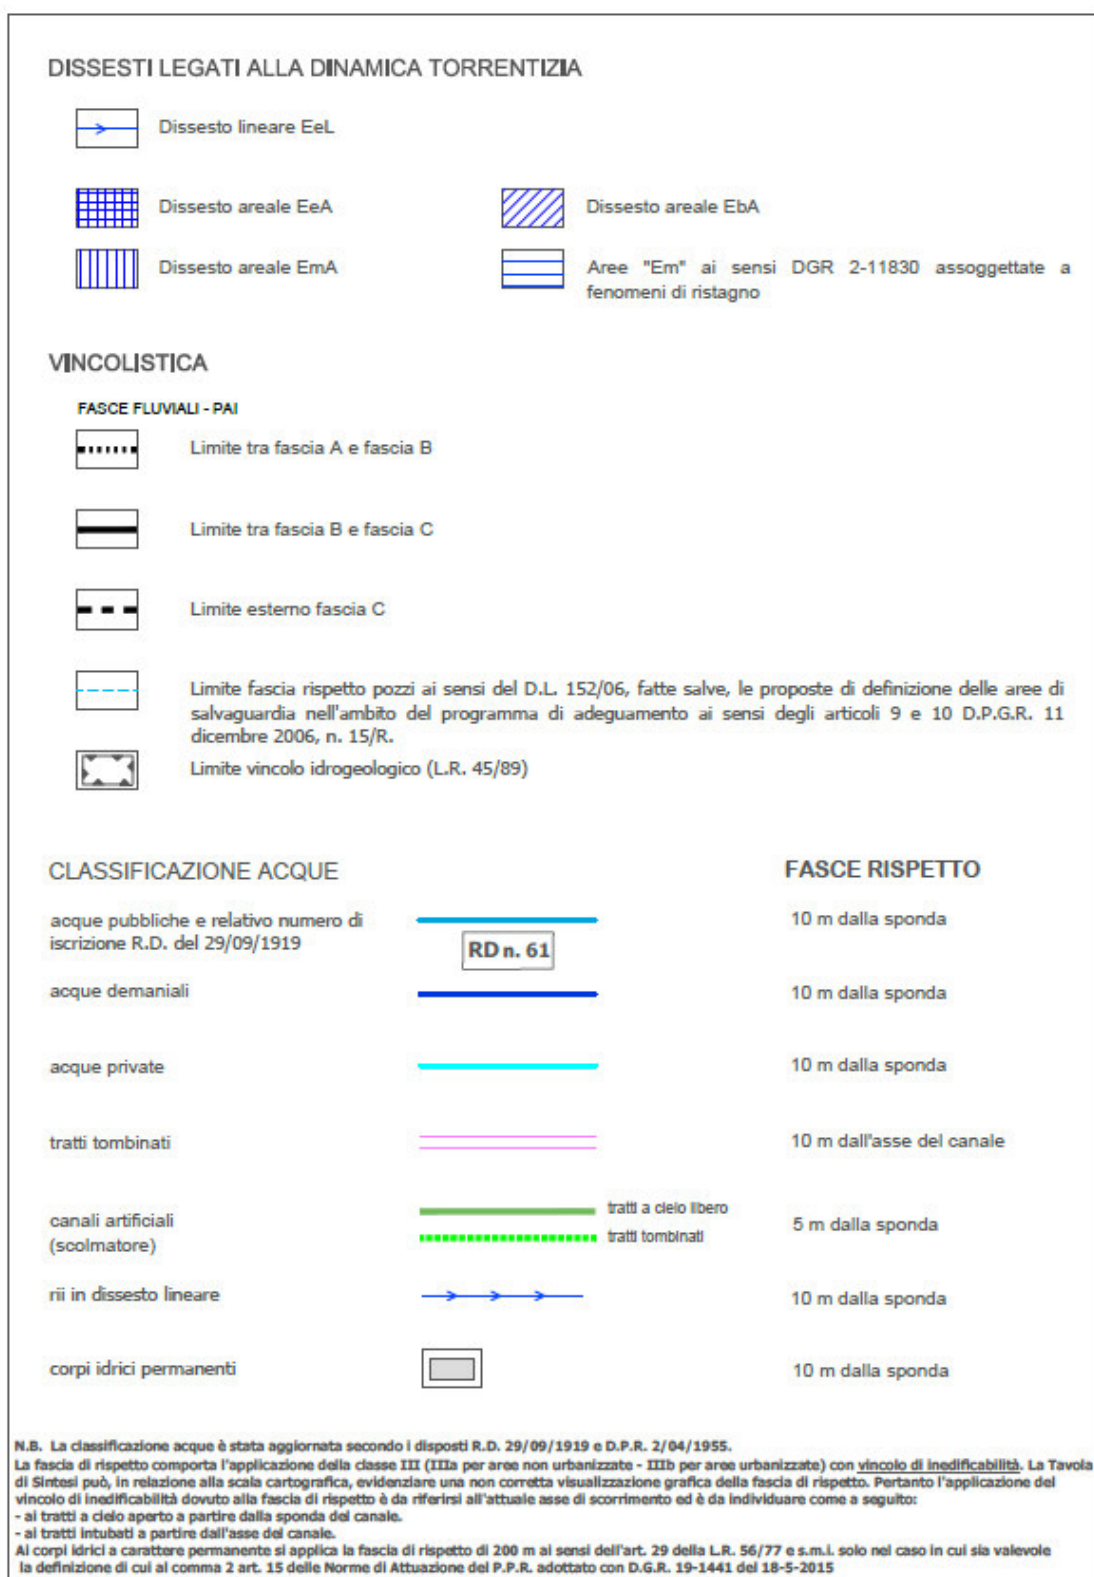 DISSESTI LEGATI ALLA DINAMICA TORRENTIZIA
Dissesto lineare EeL
Dissesto areale EeA
Dissesto areale EbA
Dissesto areale EmA
Aree "Em" ai sensi DGR 2-11830 assoggettate a
fenomeni di ristagno
VINCOLISTICA
FASCE FLUVIALI - PAI
Limite tra fascia A e fascia B
Limite tra fascia B e fascia C
Limite esterno fascia C
Limite fascia rispetto pozzi ai sensi del D.L. 152/06, fatte salve, le proposte di definizione delle aree di
salvaguardia nell'ambito del programma di adeguamento ai sensi degli articoli 9 e 10 D.P.G.R. 11
dicembre 2006, n. 15/R.
Limite vincolo idrogeologico (L.R. 45/89)
CLASSIFICAZIONE ACQUE
FASCE RISPETTO
acque pubbliche e relativo numero di
iscrizione R.D. del 29/09/1919
RD n. 61
10 m dalla sponda
acque demaniali
10 m dalla sponda
acque private
10 m dalla sponda
tratti tombinati
10 m dall'asse del canale
canali artificiali
(scolmatore)
tratti a cielo libero
tratti tombinati
5 m dalla sponda
rii in dissesto lineare
10 m dalla sponda
corpi idrici permanenti
10 m dalla sponda
N.B. La classificazione acque è stata aggiornata secondo i disposti R.D. 29/09/1919 e D.P.R. 2/04/1955.
La fascia di rispetto comporta l'applicazione della classe III (IIIa per aree non urbanizzate - IIIb per aree urbanizzate) con vincolo di inedificabilità. La Tavola
di Sintesi può, in relazione alla scala cartografica, evidenziare una non corretta visualizzazione grafica della fascia di rispetto. Pertanto l'applicazione del
vincolo di inedificabilità dovuto alla fascia di rispetto è da riferirsi all'attuale asse di scorrimento ed è da individuare come a seguito:
- ai tratti a cielo aperto a partire dalla sponda del canale.
- ai tratti intubati a partire dall'asse del canale.
Ai corpi idrici a carattere permanente si applica la fascia di rispetto di 200 m ai sensi dell'art. 29 della L.R. 56/77 e s.m.i. solo nel caso in cui sia valevole
la definizione di cui al comma 2 art. 15 delle Norme di Attuazione del P.P.R. adottato con D.G.R. 19-1441 del 18-5-2015